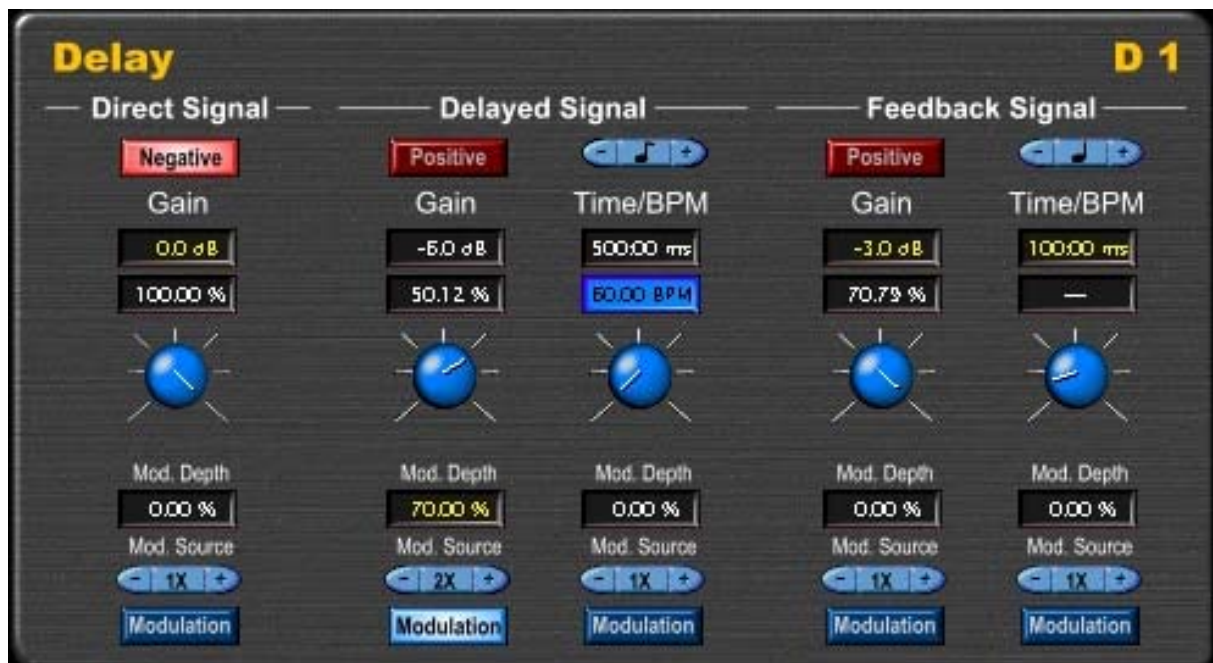 Delay D 1
Direct Signal Delayed Signal Feedback Signal
Negative Positive - + Positive - +
Gain Gain Time/BPM Gain Time/BPM
0.0 dB -6.0 dB 500.00 ms -3.0 dB 100.00 ms
100.00 % 50.12 % 60.00 BPM 70.79 % —
Mod. Depth Mod. Depth Mod. Depth Mod. Depth Mod. Depth
0.00 % 70.00 % 0.00 % 0.00 % 0.00 %
Mod. Source Mod. Source Mod. Source Mod. Source Mod. Source
- 1X + - 2X + - 1X + - 1X + - 1X +
Modulation Modulation Modulation Modulation Modulation